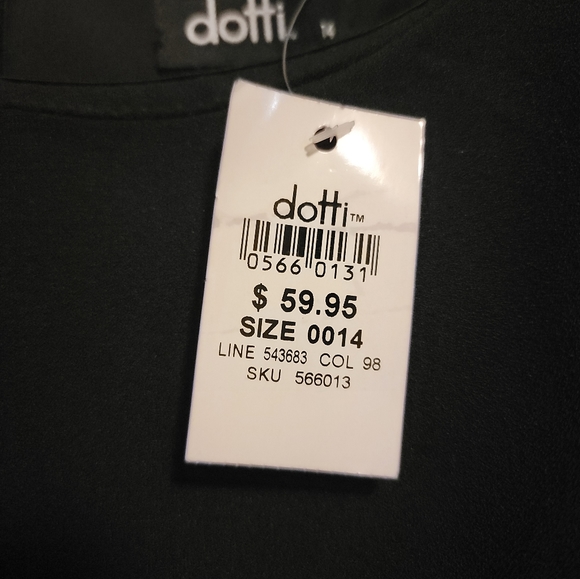 dotti
14
dotti™
0566 0131
$ 59.95
SIZE 0014
LINE 543683 COL 98
SKU 566013